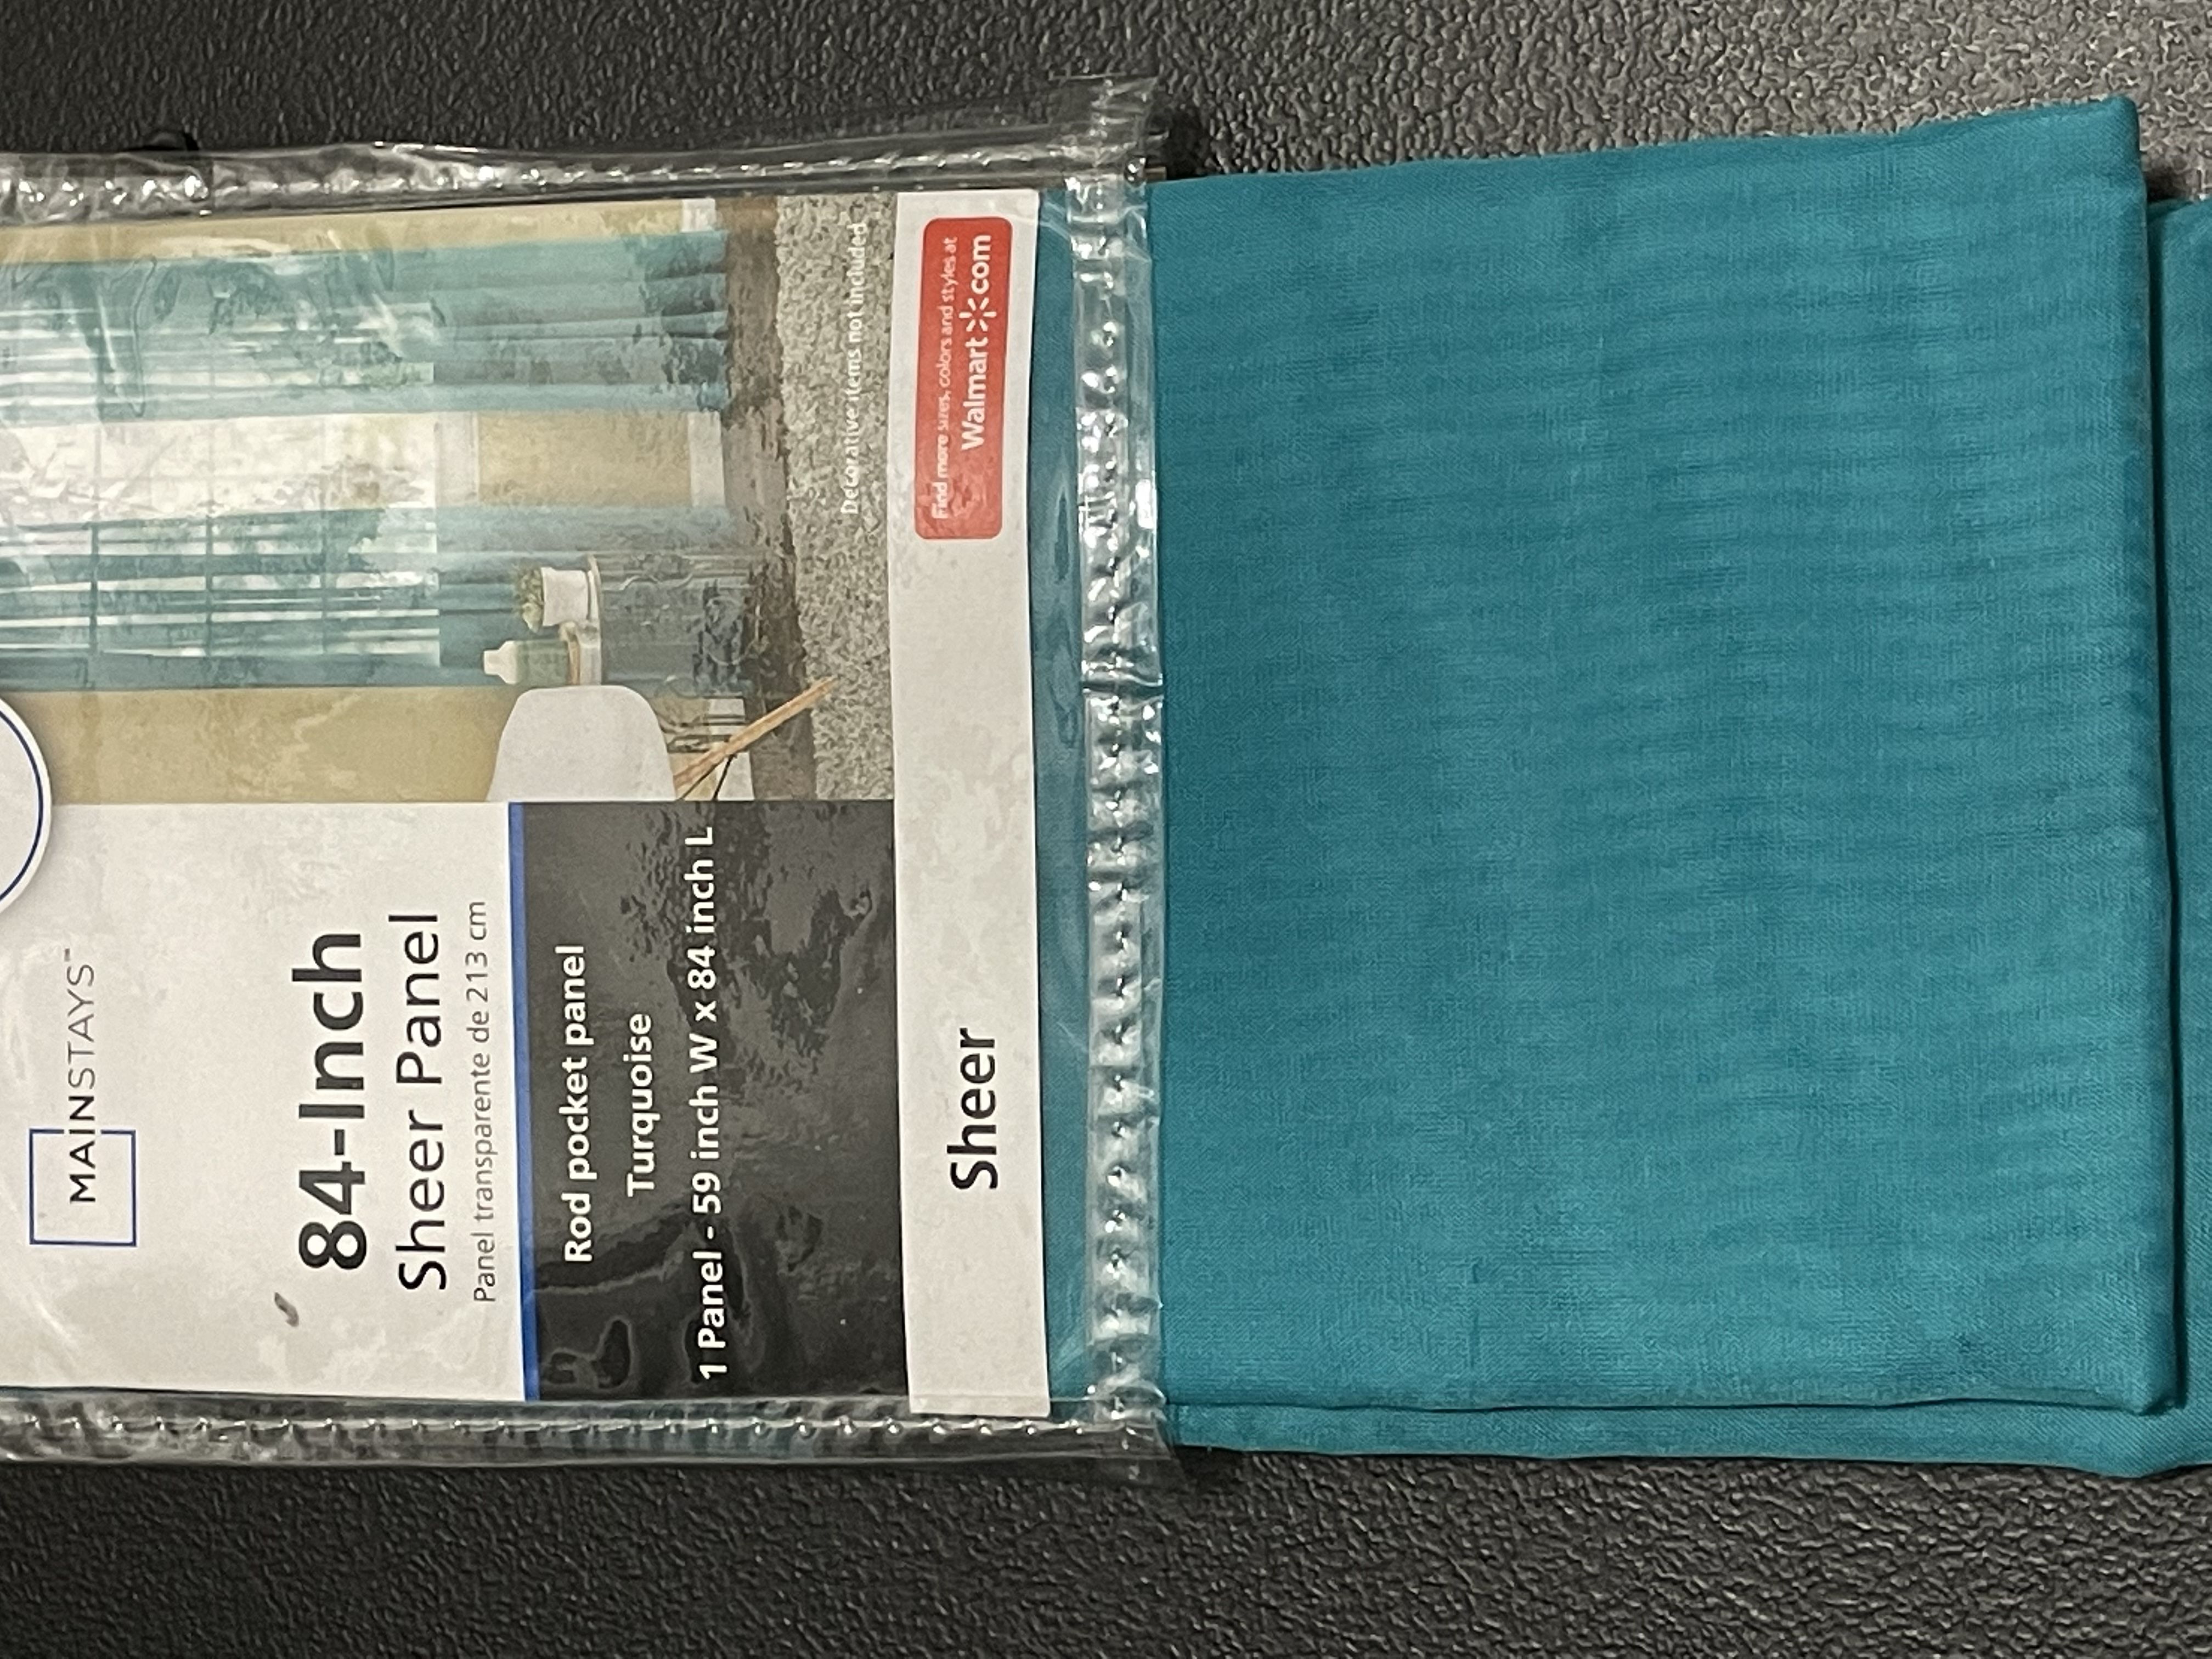 MAINSTAYS™
84-Inch
Sheer Panel
Panel transparente de 213 cm
Rod pocket panel
Turquoise
1 Panel - 59 inch W x 84 inch L
Decorative items not included
Sheer
Find more sizes, colors and styles at
Walmart com